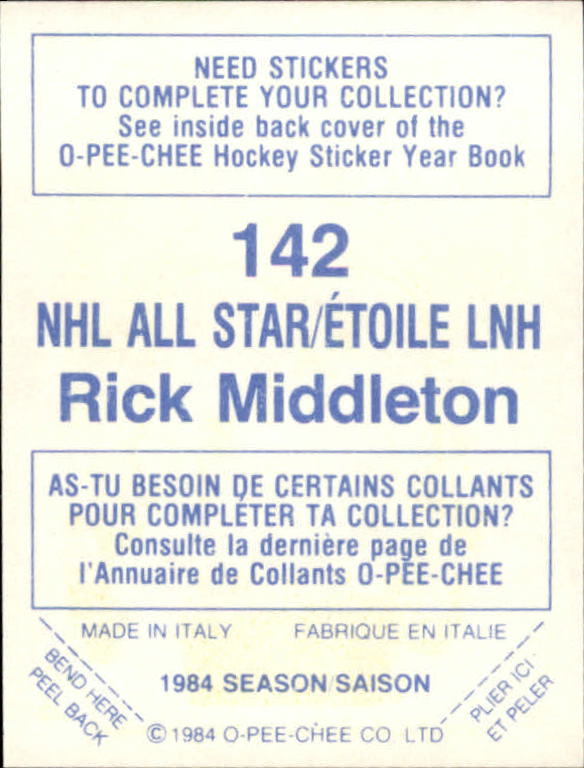 NEED STICKERS
TO COMPLETE YOUR COLLECTION?
See inside back cover of the
O-PEE-CHEE Hockey Sticker Year Book
142
NHL ALL STAR/ÉTOILE LNH
Rick Middleton
AS-TU BESOIN DE CERTAINS COLLANTS
POUR COMPLÉTER TA COLLECTION?
Consulte la dernière page de
l'Annuaire de Collants O-PEE-CHEE
MADE IN ITALY FABRIQUE EN ITALIE
BEND HERE
PEEL BACK
1984 SEASON/SAISON
PLIER ICI
ET PELER
© 1984 O-PEE-CHEE CO. LTD